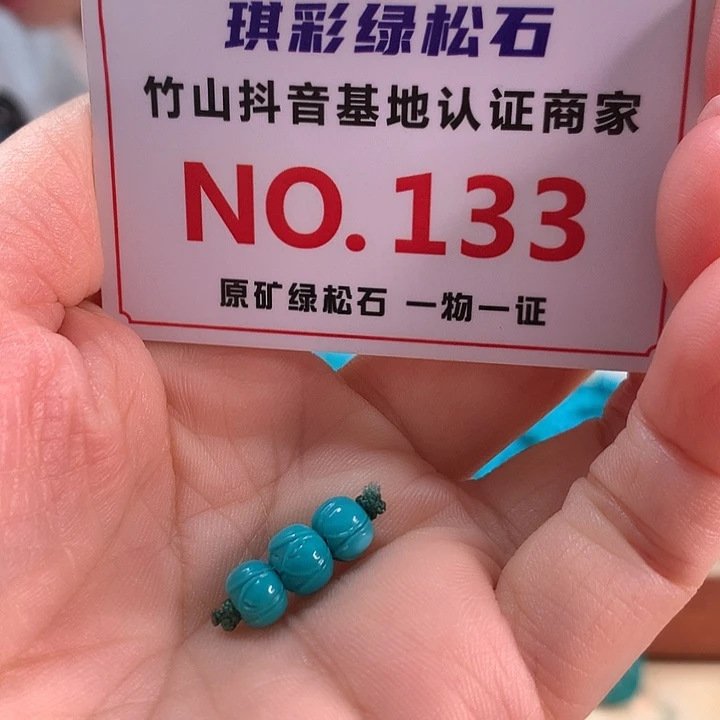 琪彩绿松石
竹山抖音基地认证商家
NO.133
原矿绿松石 一物一证